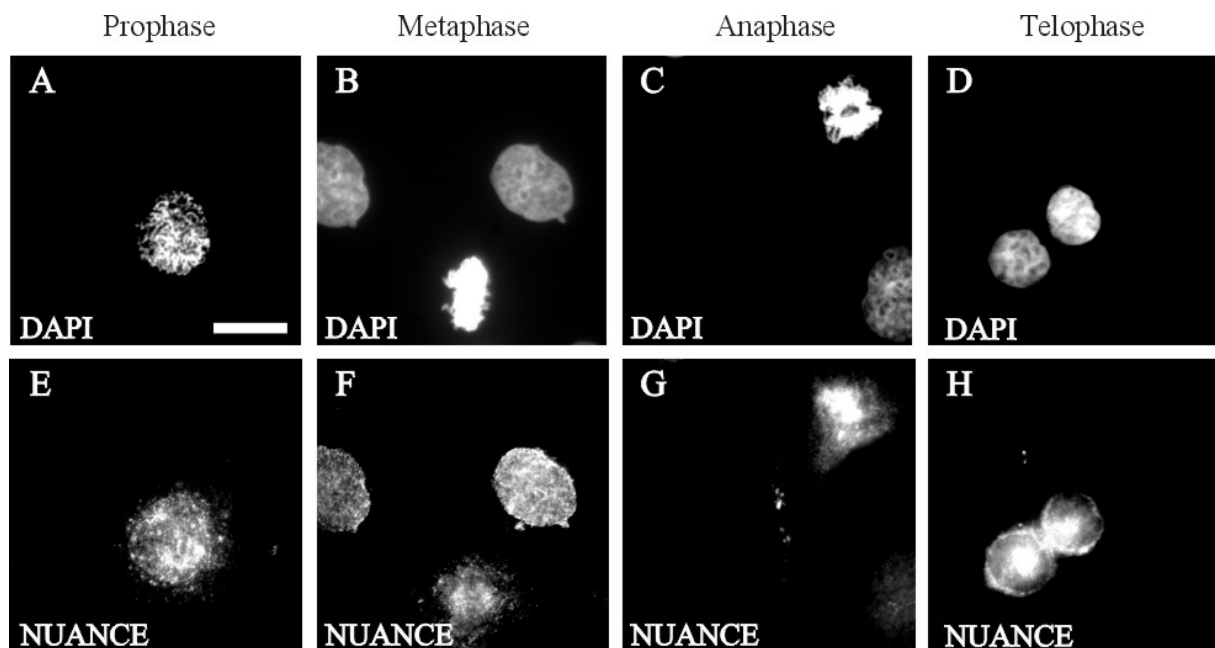 Prophase Metaphase Anaphase Telophase
A B C D
DAPI DAPI DAPI DAPI
E F G H
NUANCE NUANCE NUANCE NUANCE